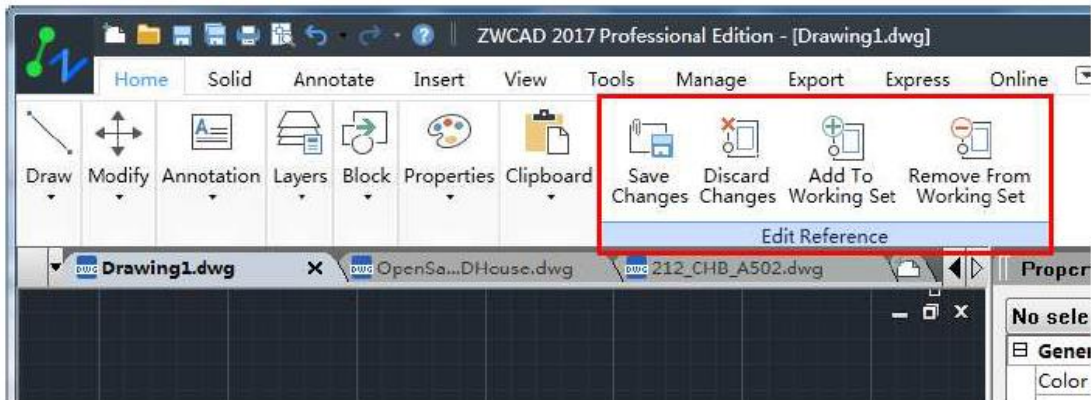 ZWCAD 2017 Professional Edition - [Drawing1.dwg]
Home Solid Annotate Insert View Tools Manage Export Express Online
Draw Modify Annotation Layers Block Properties Clipboard
Save Changes
Discard Changes
Add To Working Set
Remove From Working Set
Edit Reference
Drawing1.dwg OpenSa...DHouse.dwg 212_CHB_A502.dwg
Proper
No sele
Gener
Color